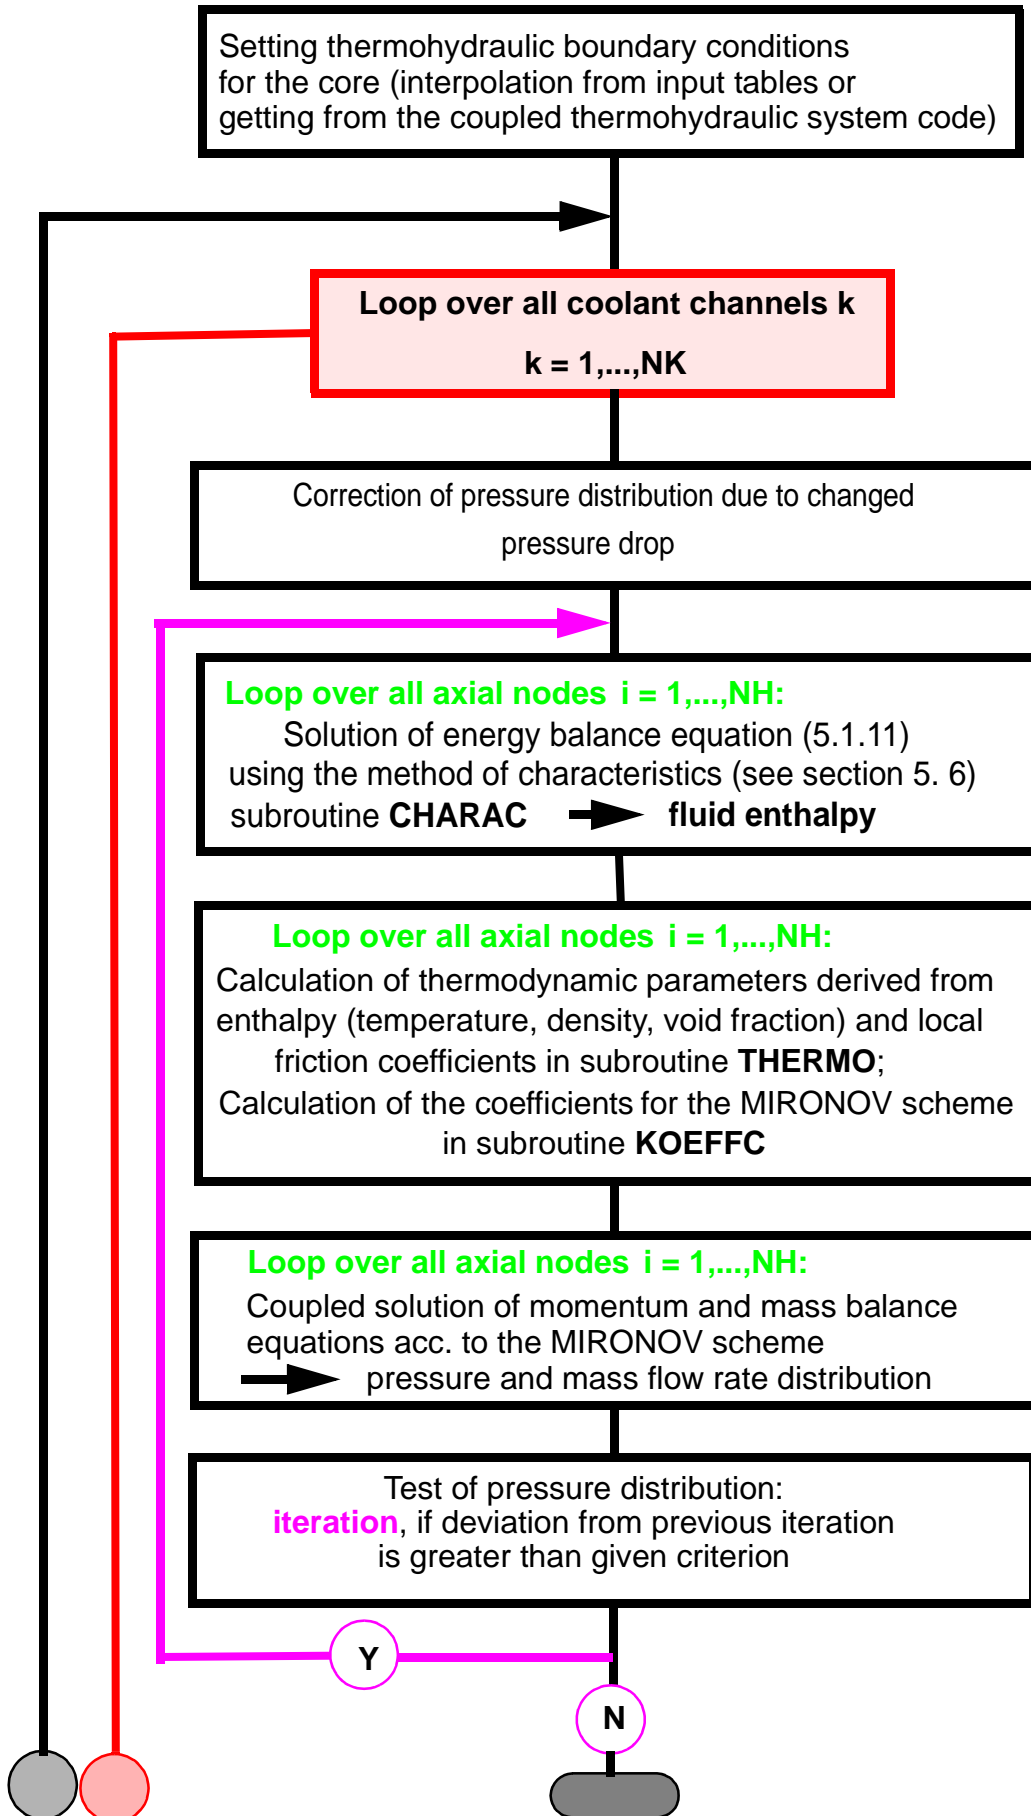 Setting thermohydraulic boundary conditions
for the core (interpolation from input tables or
getting from the coupled thermohydraulic system code)
Loop over all coolant channels k
k = 1,...,NK
Correction of pressure distribution due to changed
pressure drop
Loop over all axial nodes i = 1,...,NH:
Solution of energy balance equation (5.1.11)
using the method of characteristics (see section 5. 6)
subroutine CHARAC fluid enthalpy
Loop over all axial nodes i = 1,...,NH:
Calculation of thermodynamic parameters derived from
enthalpy (temperature, density, void fraction) and local
friction coefficients in subroutine THERMO;
Calculation of the coefficients for the MIRONOV scheme
in subroutine KOEFFC
Loop over all axial nodes i = 1,...,NH:
Coupled solution of momentum and mass balance
equations acc. to the MIRONOV scheme
pressure and mass flow rate distribution
Test of pressure distribution:
iteration, if deviation from previous iteration
is greater than given criterion
Y
N